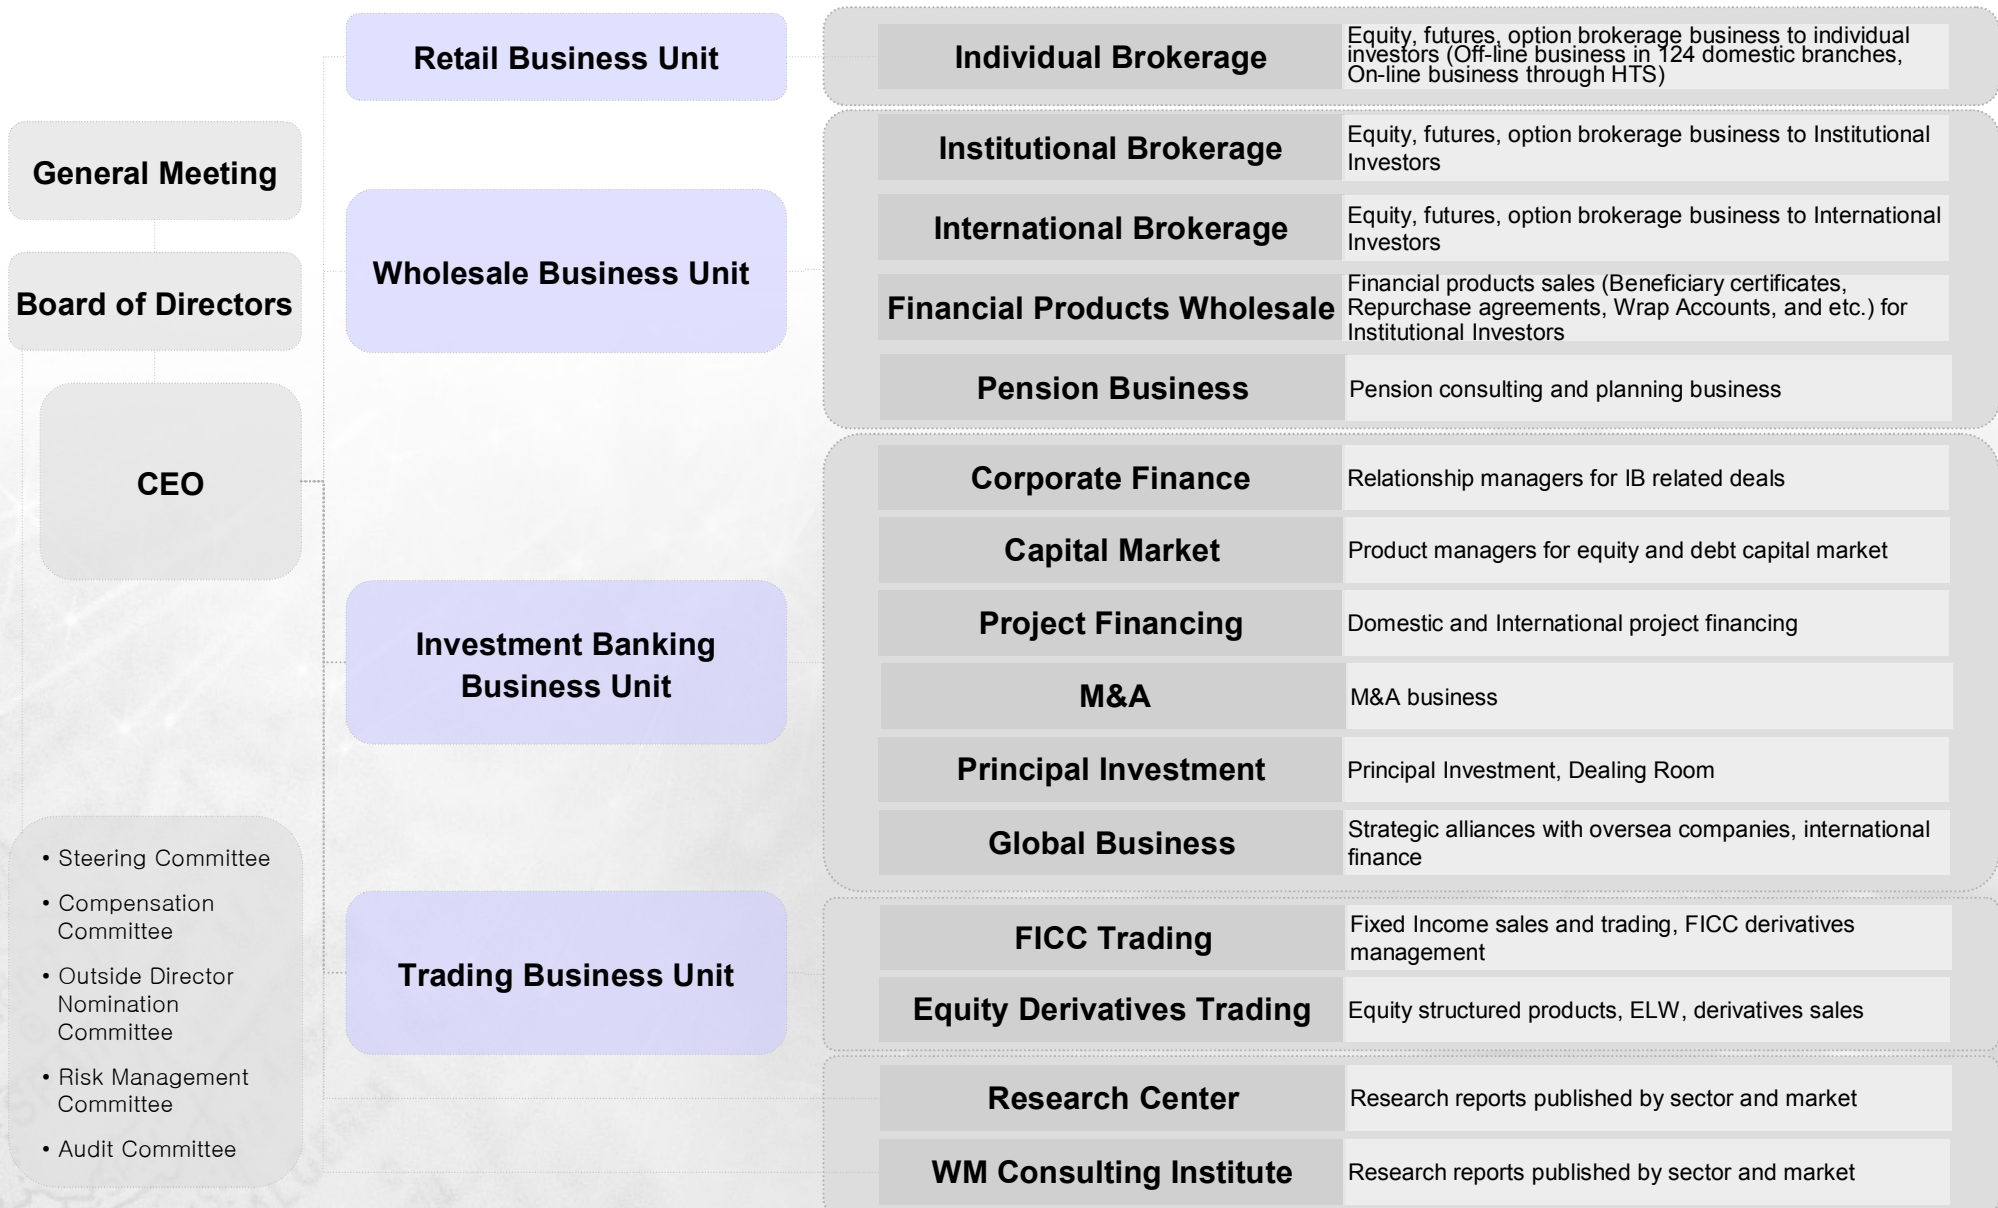 General Meeting
Board of Directors
CEO
• Steering Committee
• Compensation
Committee
• Outside Director
Nomination
Committee
• Risk Management
Committee
• Audit Committee
Retail Business Unit
Individual Brokerage
Equity, futures, option brokerage business to individual
investors (Off-line business in 124 domestic branches,
On-line business through HTS)
Wholesale Business Unit
Institutional Brokerage
Equity, futures, option brokerage business to Institutional
Investors
International Brokerage
Equity, futures, option brokerage business to International
Investors
Financial Products Wholesale
Financial products sales (Beneficiary certificates,
Repurchase agreements, Wrap Accounts, and etc.) for
Institutional Investors
Pension Business
Pension consulting and planning business
Investment Banking
Business Unit
Corporate Finance
Relationship managers for IB related deals
Capital Market
Product managers for equity and debt capital market
Project Financing
Domestic and International project financing
M&A
M&A business
Principal Investment
Principal Investment, Dealing Room
Global Business
Strategic alliances with oversea companies, international
finance
Trading Business Unit
FICC Trading
Fixed Income sales and trading, FICC derivatives
management
Equity Derivatives Trading
Equity structured products, ELW, derivatives sales
Research Center
Research reports published by sector and market
WM Consulting Institute
Research reports published by sector and market